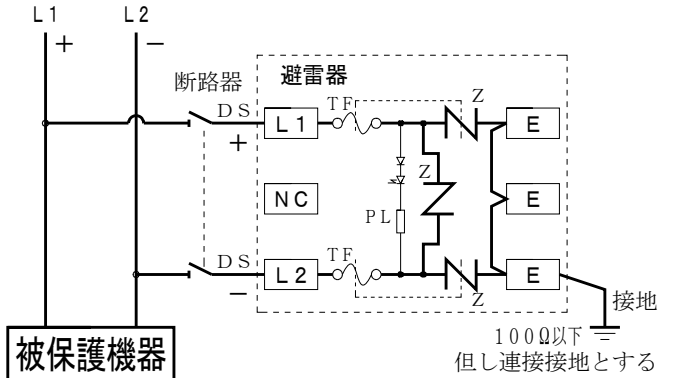 L1 L2
+ −
断路器 避雷器
DS TF Z
L1 E
+
NC Z E
PL
DS TF
L2 E
− Z
接地
100Ω以下
被保護機器 但し連接接地とする